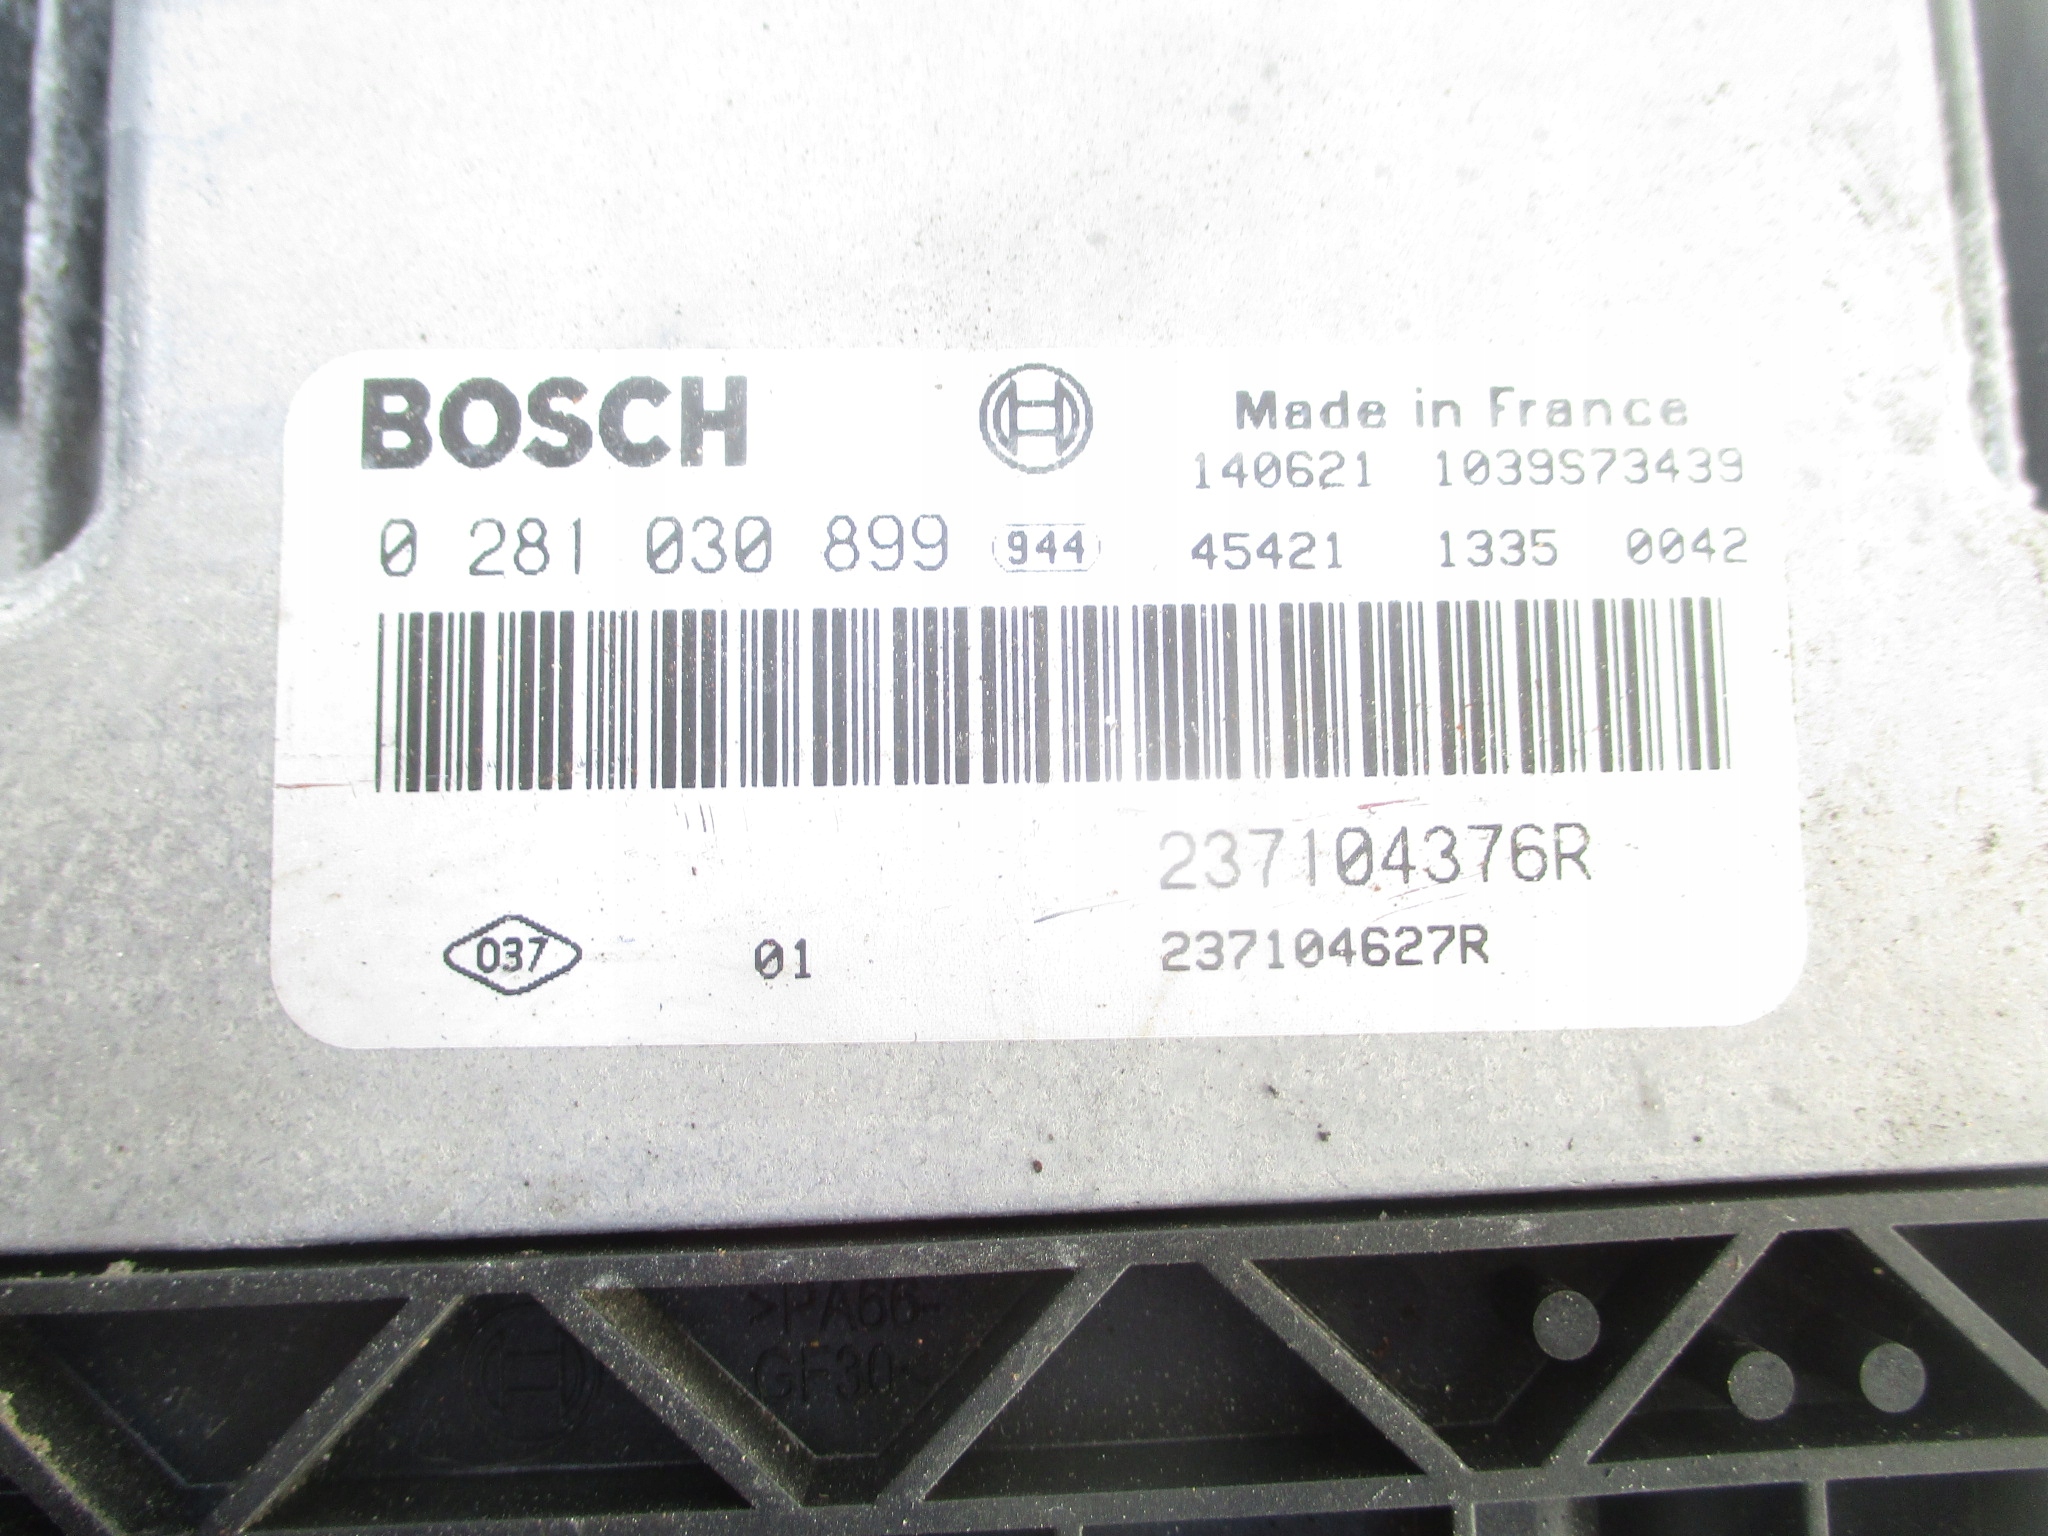 BOSCH
Made in France
140621 1039S73439
0 281 030 899 944 45421 1335 0042
237104376R
037 01 237104627R
>PA66-
GF30<